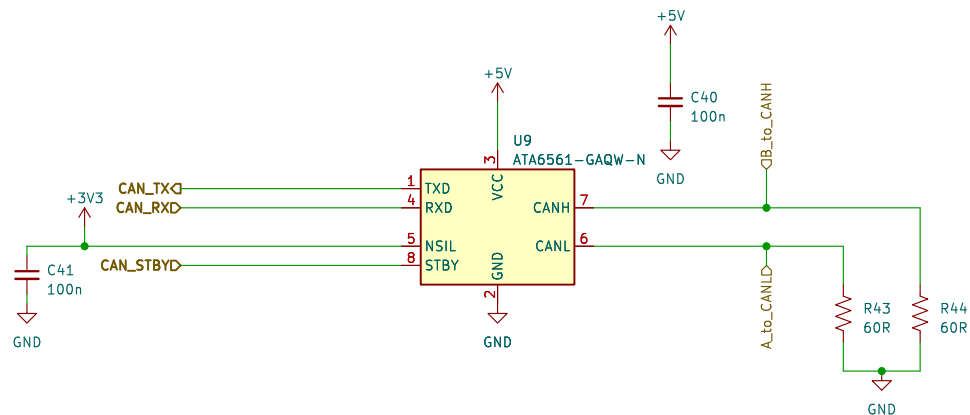 +5V
C40
100n
GND
B_to_CANH
+5V
U9
ATA6561-GAQW-N
3
VCC
CAN_TX
1
TXD
CAN_RX
4
RXD
CANH
7
+3V3
5
NSIL
CANL
6
CAN_STBY
8
STBY
GND
2
GND
C41
100n
GND
A_to_CANL
R43
60R
R44
60R
GND